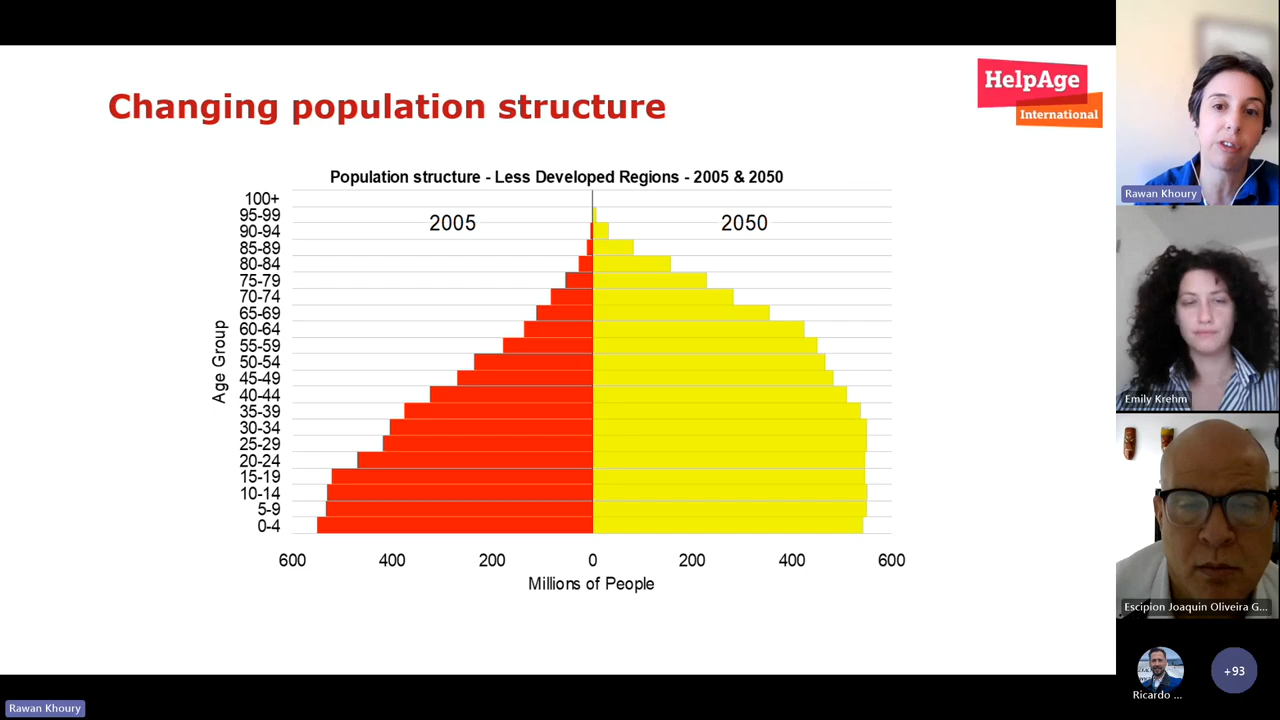 Changing population structure
HelpAge
International
Population structure - Less Developed Regions - 2005 & 2050
2005
2050
Age Group
100+
95-99
90-94
85-89
80-84
75-79
70-74
65-69
60-64
55-59
50-54
45-49
40-44
35-39
30-34
25-29
20-24
15-19
10-14
5-9
0-4
600 400 200 0 200 400 600
Millions of People
Rawan Khoury
Emily Krehm
Escipion Joaquin Oliveira G...
Ricardo ...
+93
Rawan Khoury